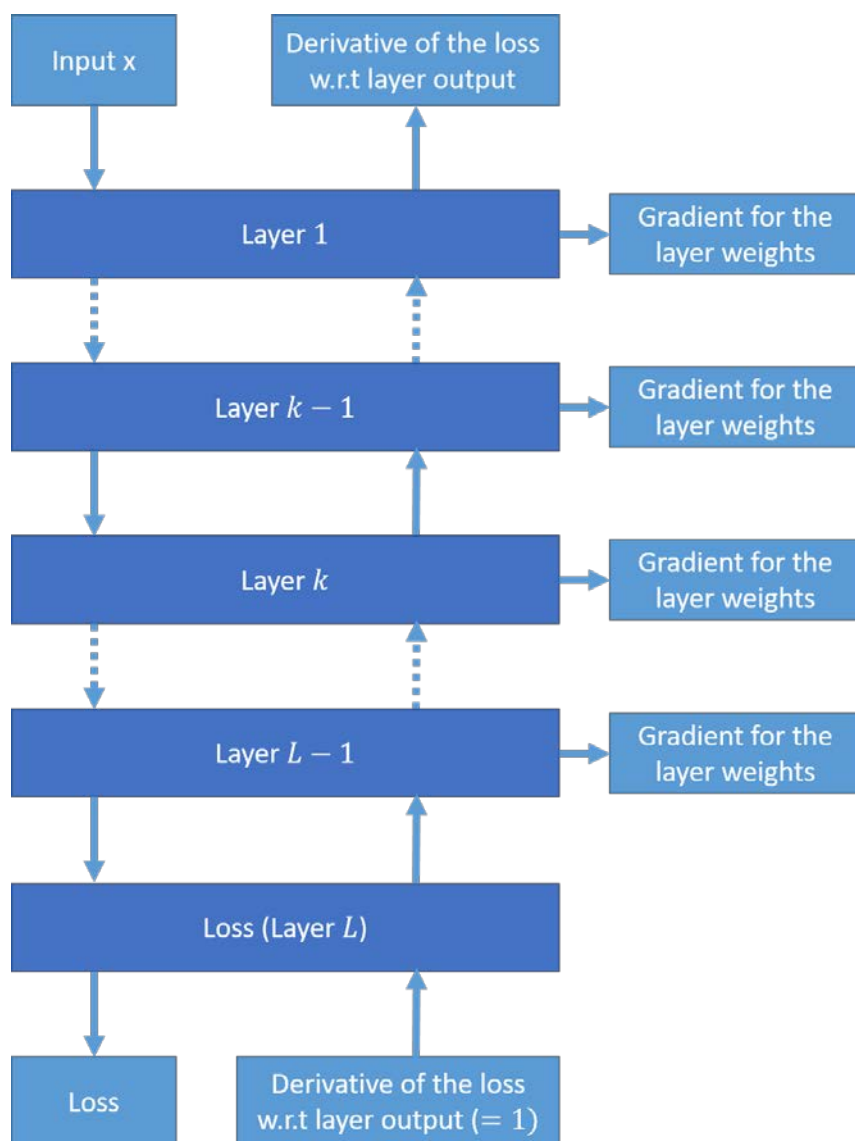 Input x
Derivative of the loss
w.r.t layer output
Layer 1
Gradient for the
layer weights
Layer k − 1
Gradient for the
layer weights
Layer k
Gradient for the
layer weights
Layer L − 1
Gradient for the
layer weights
Loss (Layer L)
Loss
Derivative of the loss
w.r.t layer output (= 1)